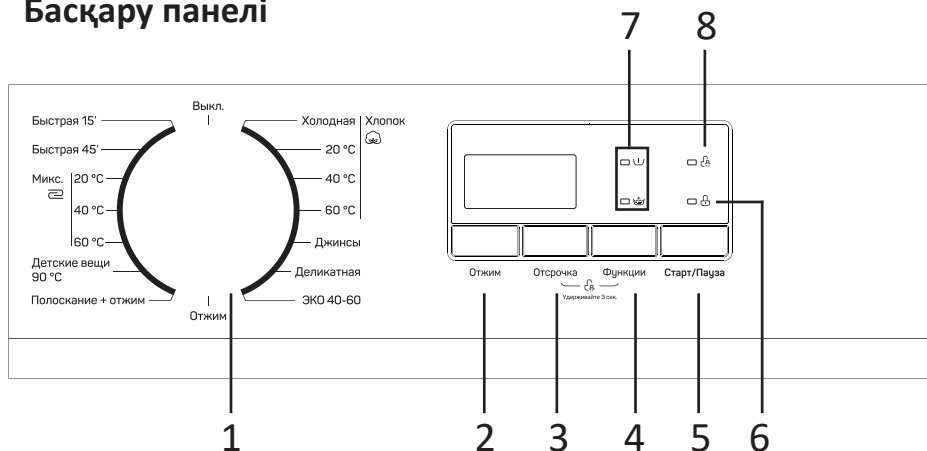 Басқару панелі
7 8
Выкл.
Быстрая 15'
Быстрая 45'
Микс. 20 °C
40 °C
60 °C
Детские вещи
90 °C
Полоскание + отжим
Отжим
Холодная Хлопок
20 °C
40 °C
60 °C
Джинсы
Деликатная
ЭКО 40-60
Отжим Отсрочка Функции Старт/Пауза
Удерживайте 3 сек.
1 2 3 4 5 6